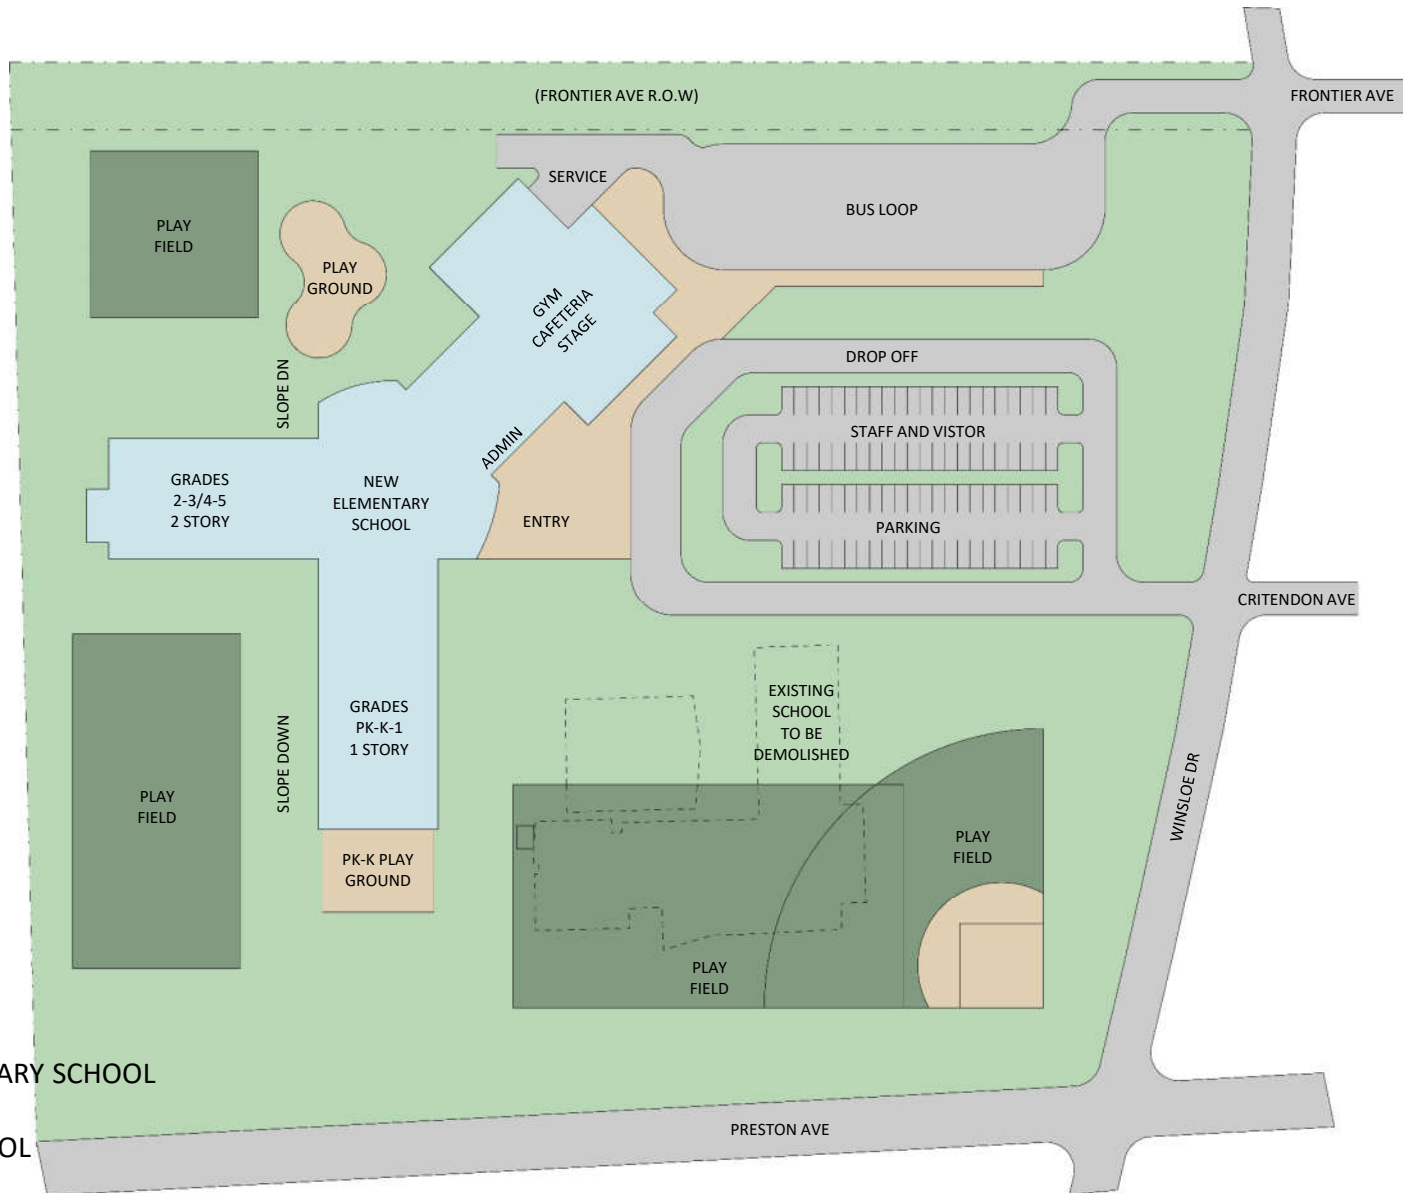 (FRONTIER AVE R.O.W)
FRONTIER AVE
SERVICE
BUS LOOP
PLAY
FIELD
PLAY
GROUND
GYM
CAFETERIA
STAGE
DROP OFF
SLOPE DN
STAFF AND VISTOR
ADMIN
GRADES
2-3/4-5
2 STORY
NEW
ELEMENTARY
SCHOOL
ENTRY
PARKING
CRITENDON AVE
GRADES
PK-K-1
1 STORY
EXISTING
SCHOOL
TO BE
DEMOLISHED
SLOPE DOWN
PLAY
FIELD
WINSLOE DR
PLAY
FIELD
PK-K PLAY
GROUND
PLAY
FIELD
ARY SCHOOL
PRESTON AVE
OL